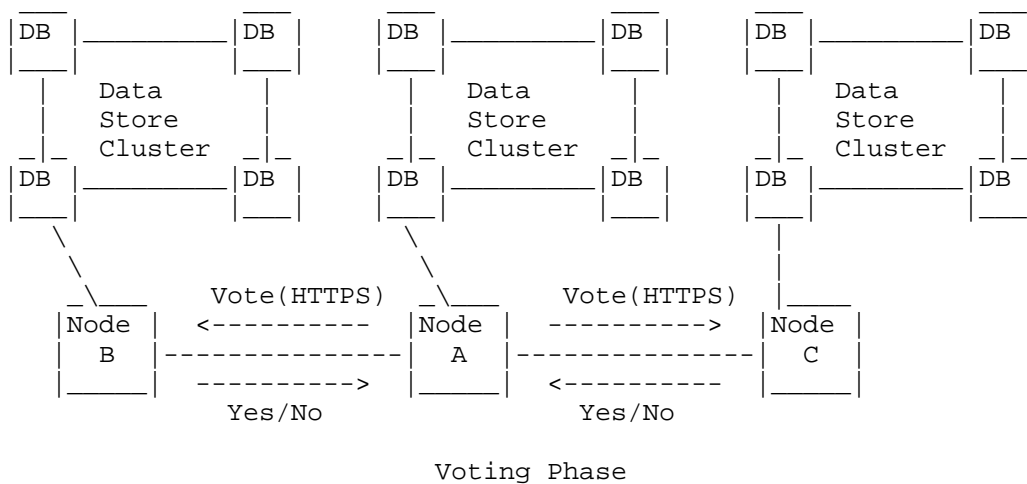 DB DB DB DB DB DB
Data Data Data
Store Store Store
Cluster Cluster Cluster
DB DB DB DB DB DB
Vote(HTTPS) Vote(HTTPS)
Node <---------- Node ----------> Node
B --------------- A --------------- C
----------> <----------
Yes/No Yes/No
Voting Phase